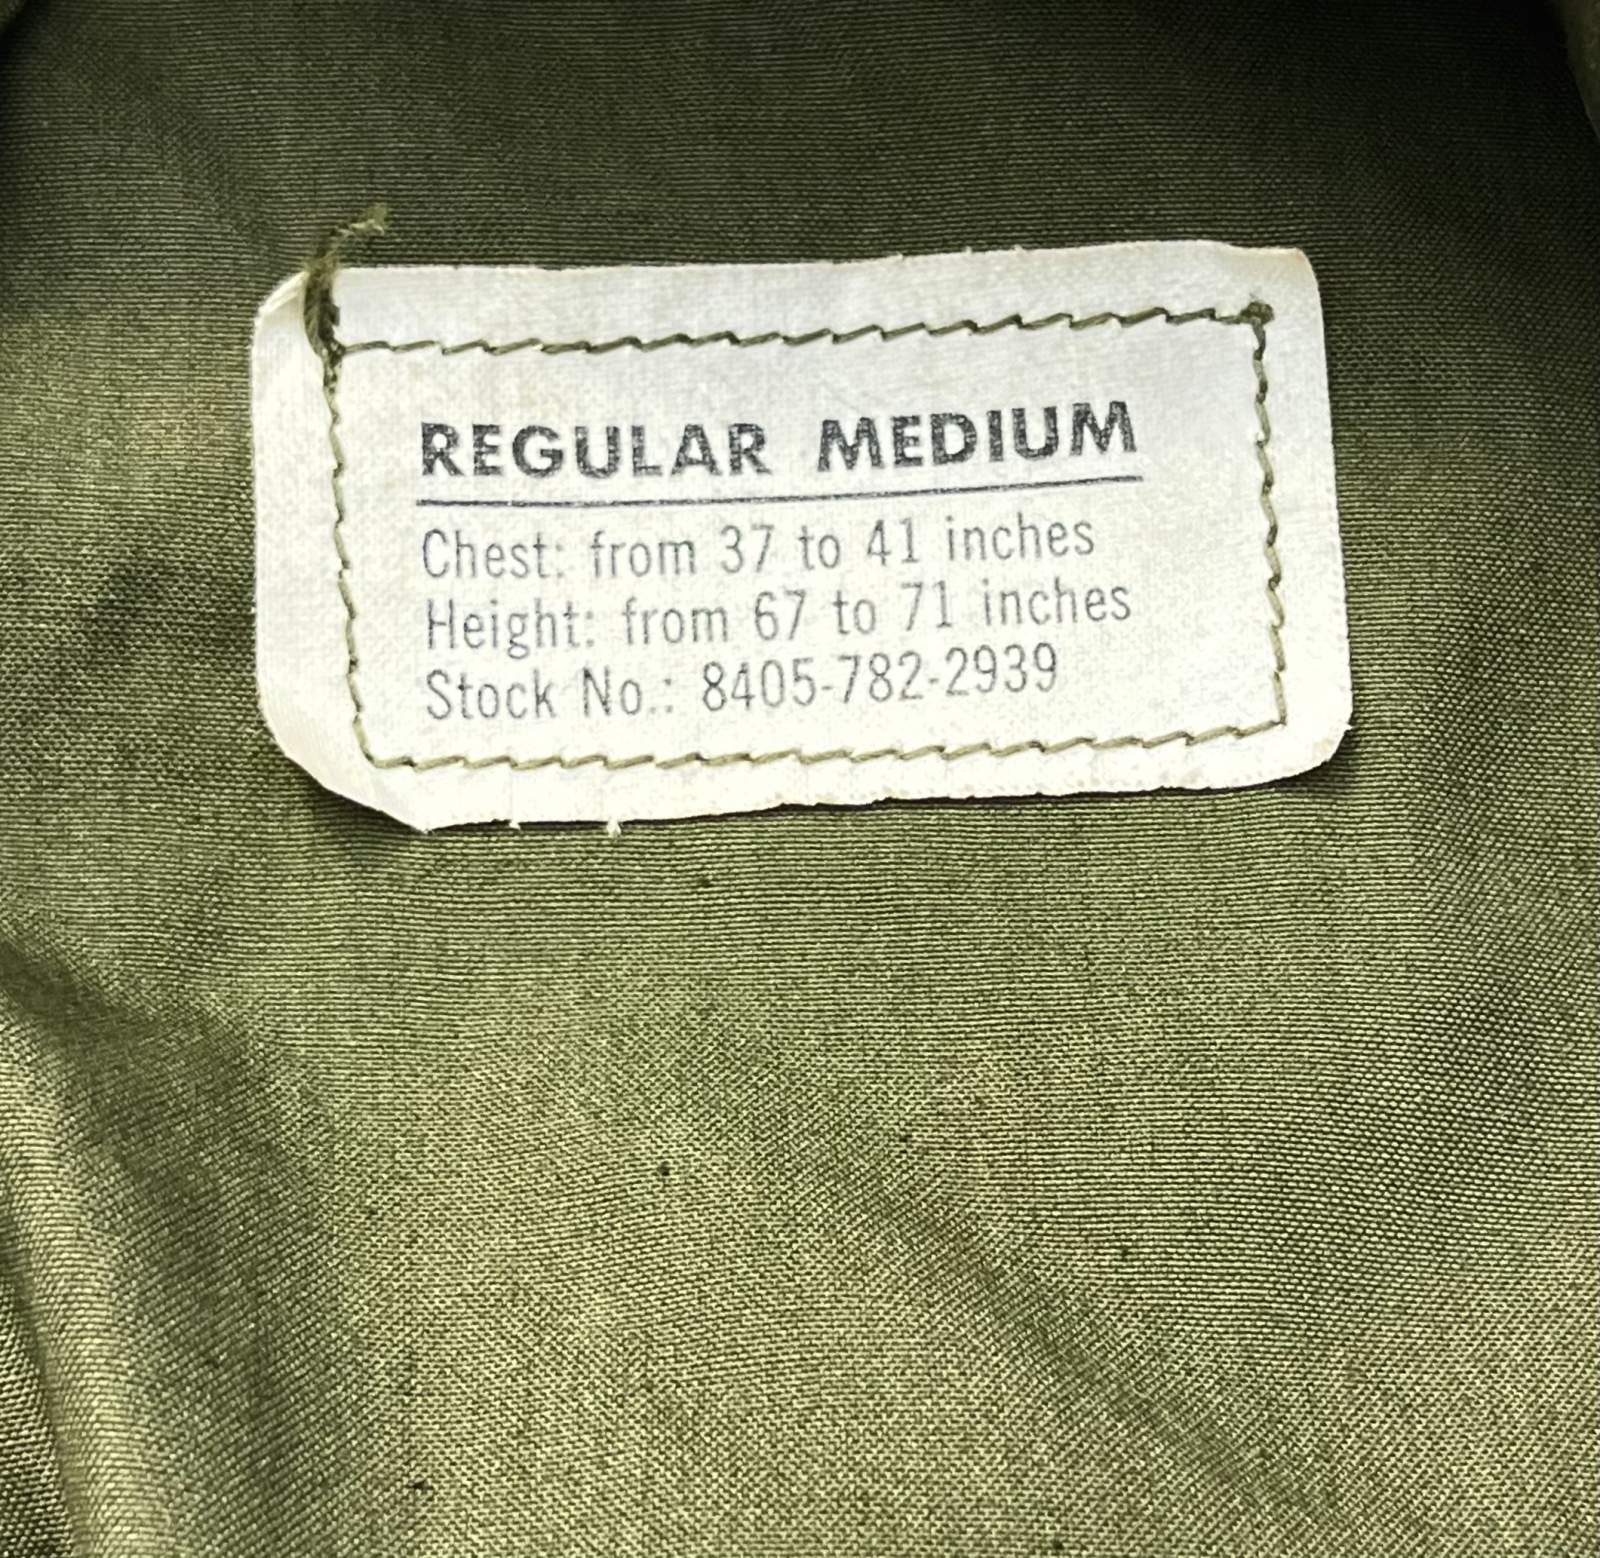 REGULAR MEDIUM
Chest: from 37 to 41 inches
Height: from 67 to 71 inches
Stock No.: 8405-782-2939